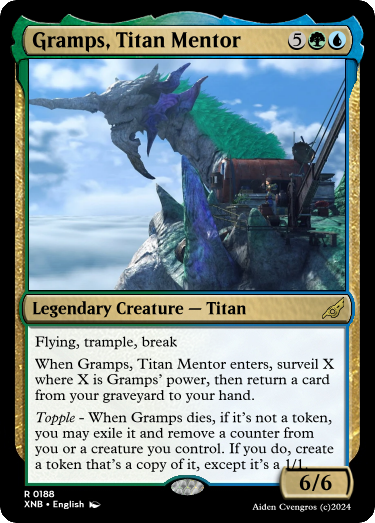 Gramps, Titan Mentor 5
Legendary Creature — Titan
Flying, trample, break
When Gramps, Titan Mentor enters, surveil X
where X is Gramps' power, then return a card
from your graveyard to your hand.
Topple - When Gramps dies, if it's not a token,
you may exile it and remove a counter from
you or a creature you control. If you do, create
a token that's a copy of it, except it's a 1/1.
6/6
R 0188
XNB • English
Aiden Cvengros (c)2024